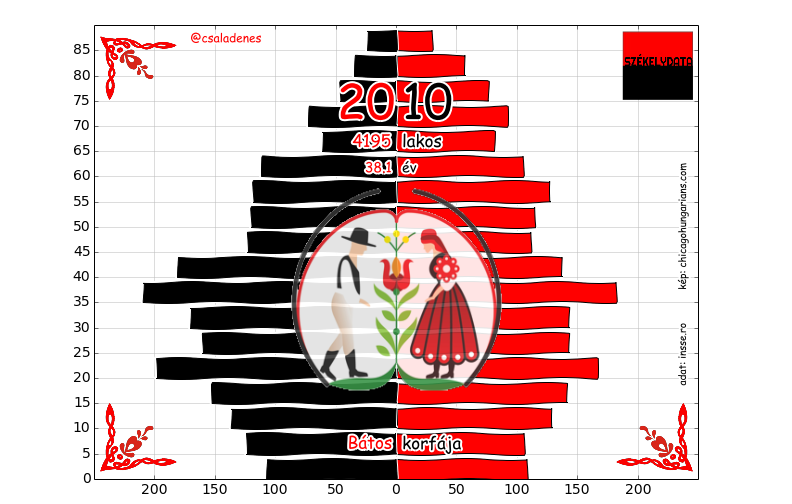 @csaladenes
SZÉKELYDATA
2010
4195 lakos
38.1 év
Bátos korfája
kép: chicagohungarians.com
adat: insse.ro
85
80
75
70
65
60
55
50
45
40
35
30
25
20
15
10
5
0
200 150 100 50 0 50 100 150 200